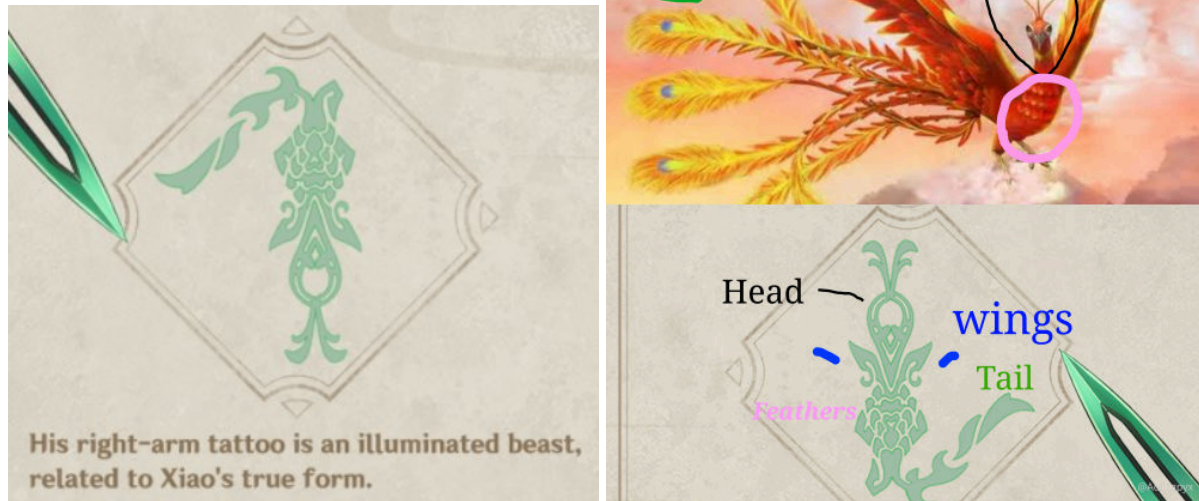 His right-arm tattoo is an illuminated beast,
related to Xiao's true form.
Head
wings
Tail
Feathers